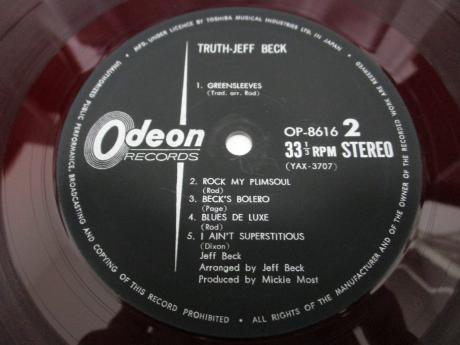 MFD. UNDER LICENCE BY TOSHIBA MUSICAL INDUSTRIES LTD. IN JAPAN
TRUTH-JEFF BECK
1. GREENSLEEVES
(Trad. arr. Rod)
Odeon
RECORDS
OP-8616 2
33 1/3 RPM STEREO
(YAX-3707)
2. ROCK MY PLIMSOUL
(Rod)
3. BECK'S BOLERO
(Page)
4. BLUES DE LUXE
(Rod)
5. I AIN'T SUPERSTITIOUS
(Dixon)
Jeff Beck
Arranged by Jeff Beck
Produced by Mickie Most
UNAUTHORIZED PUBLIC PERFORMANCE, BROADCASTING AND COPYING OF THIS RECORD PROHIBITED • ALL RIGHTS OF THE MANUFACTURER AND OF THE OWNER OF THE RECORDED WORK ARE RESERVED